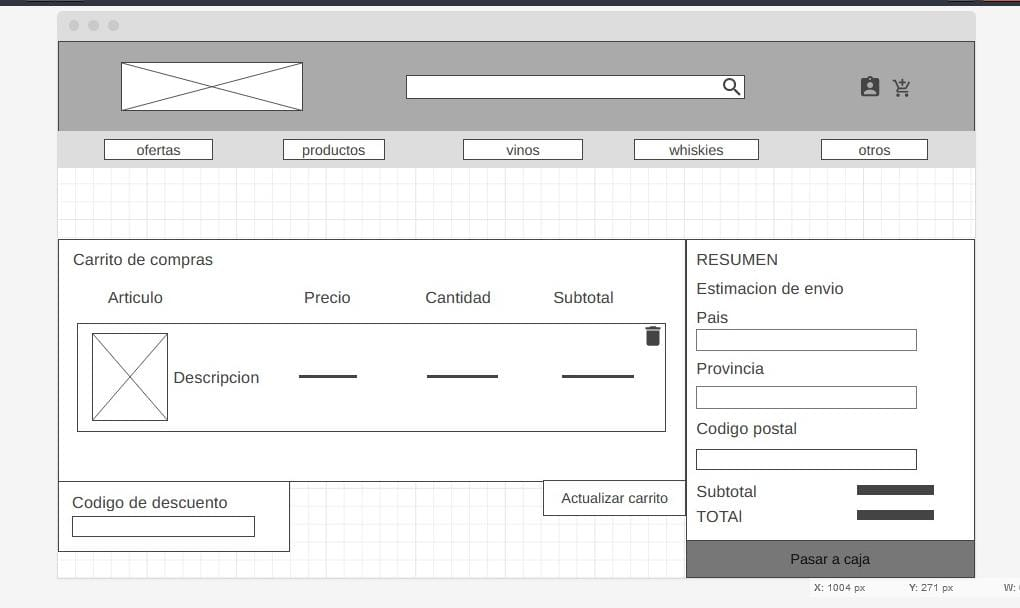 ofertas productos vinos whiskies otros
Carrito de compras
Articulo Precio Cantidad Subtotal
Descripcion
Codigo de descuento
Actualizar carrito
RESUMEN
Estimacion de envio
Pais
Provincia
Codigo postal
Subtotal
TOTAl
Pasar a caja
X: 1004 px Y: 271 px W: